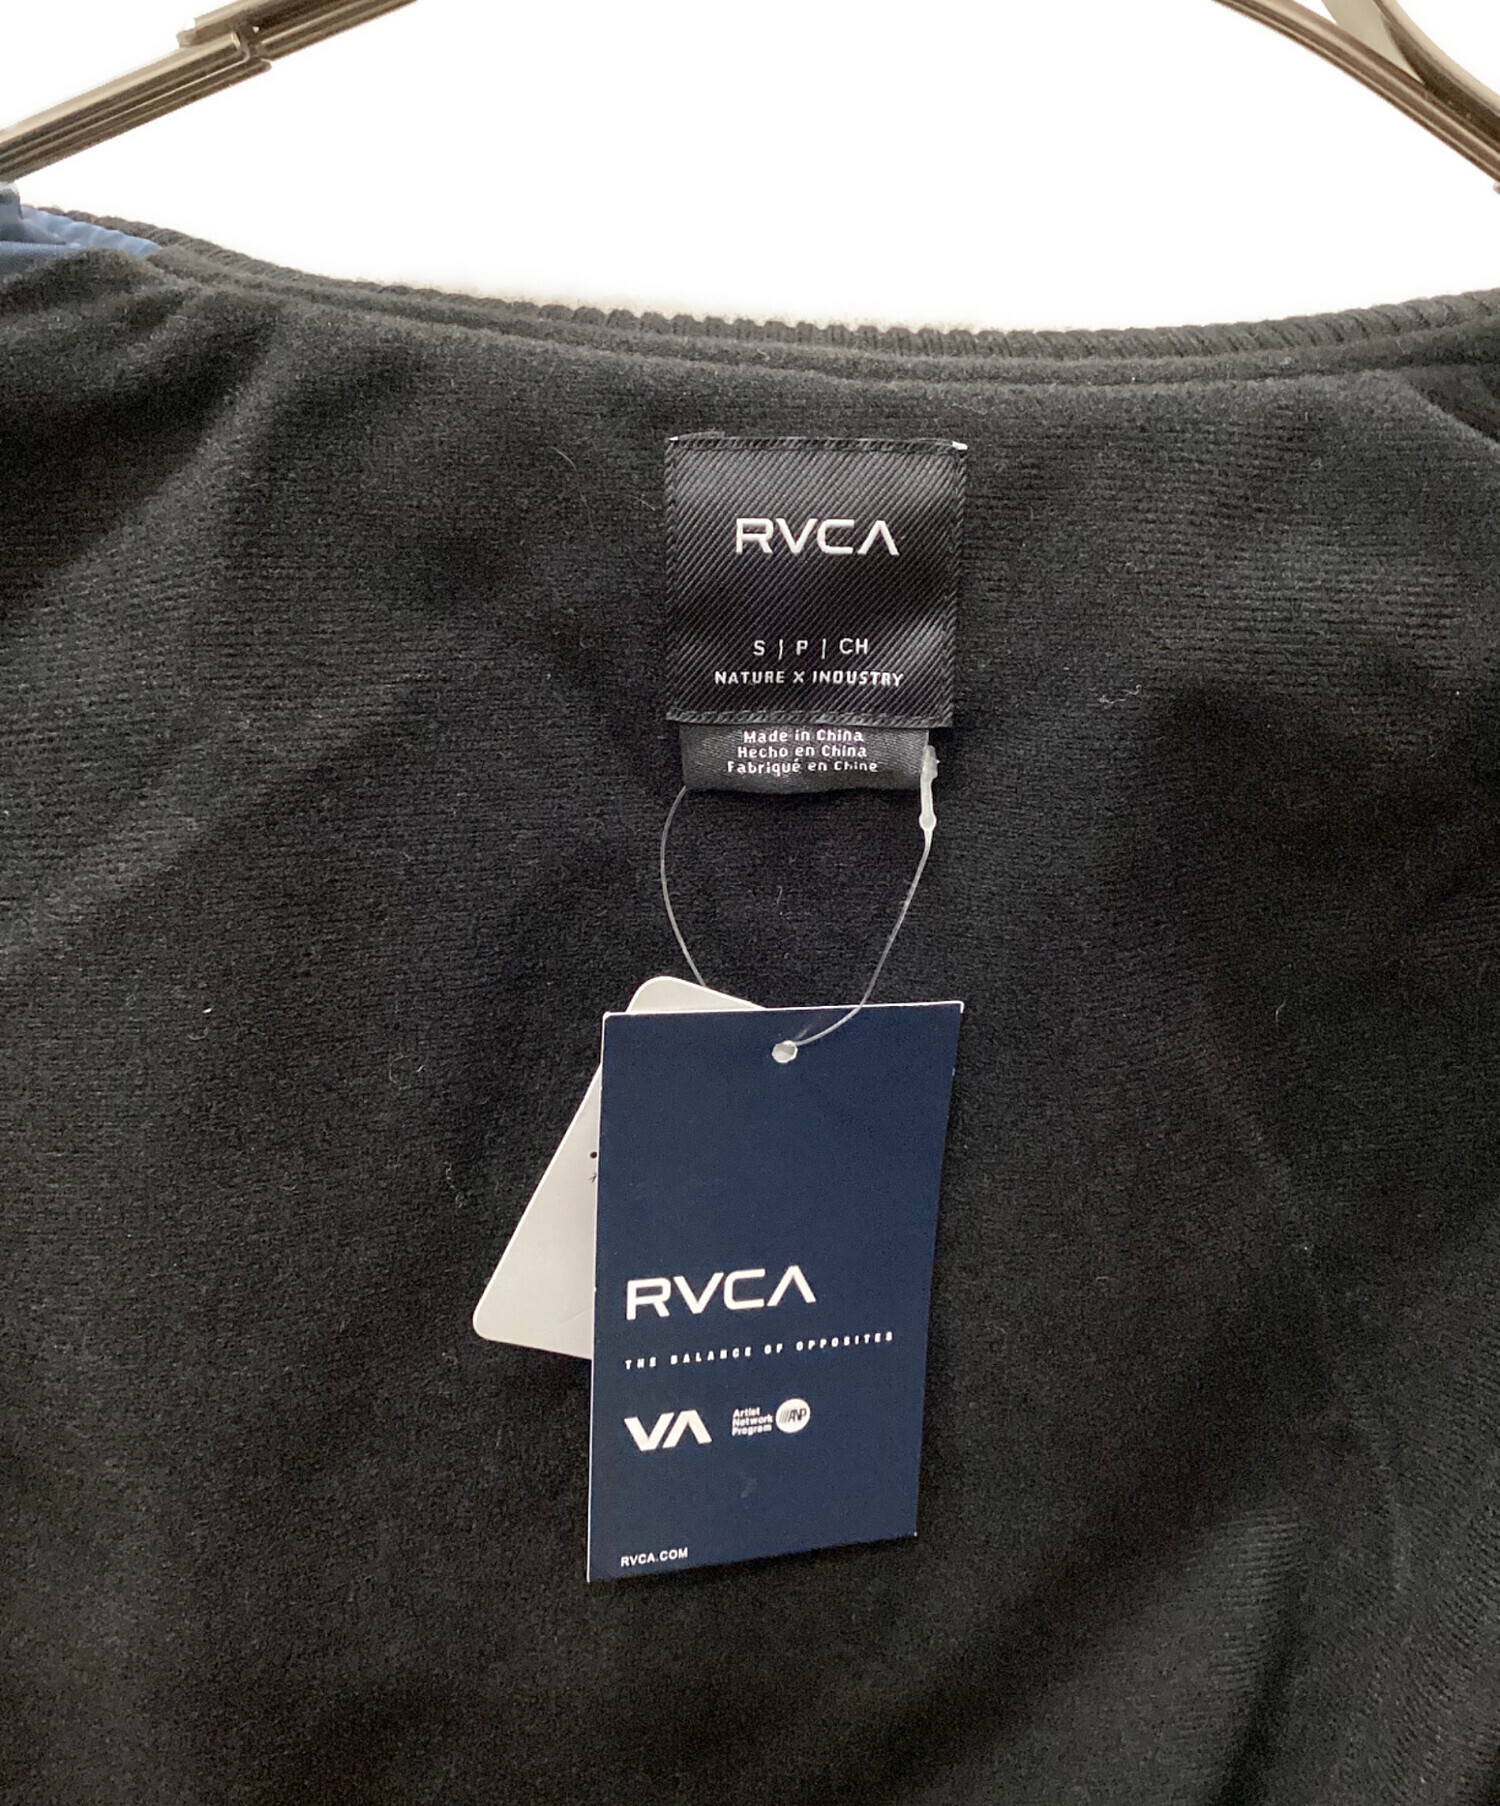 RVCA
S | P | CH
NATURE X INDUSTRY
Made in China
Hecho en China
Fabriqué en Chine
RVCA
THE BALANCE OF OPPOSITES
VA
Artist
Network
Program
ANP
RVCA.COM